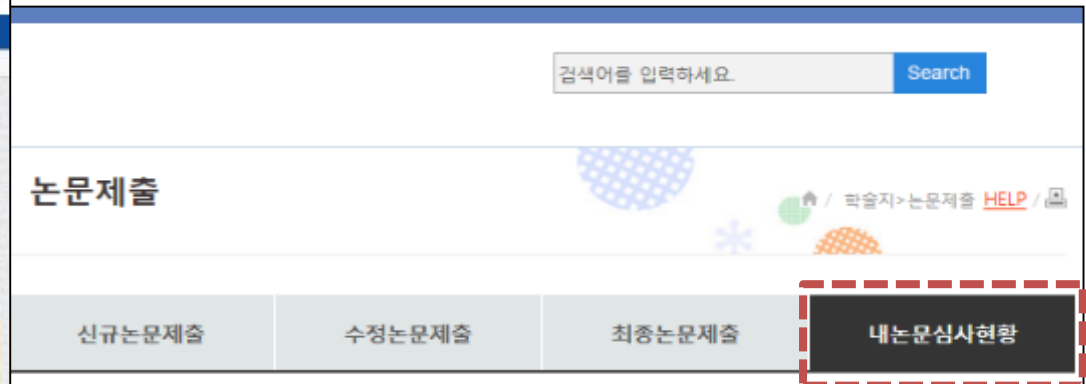 검색어를 입력하세요. Search
논문제출
/ 학술지>논문제출 HELP /
신규논문제출 수정논문제출 최종논문제출 내논문심사현황